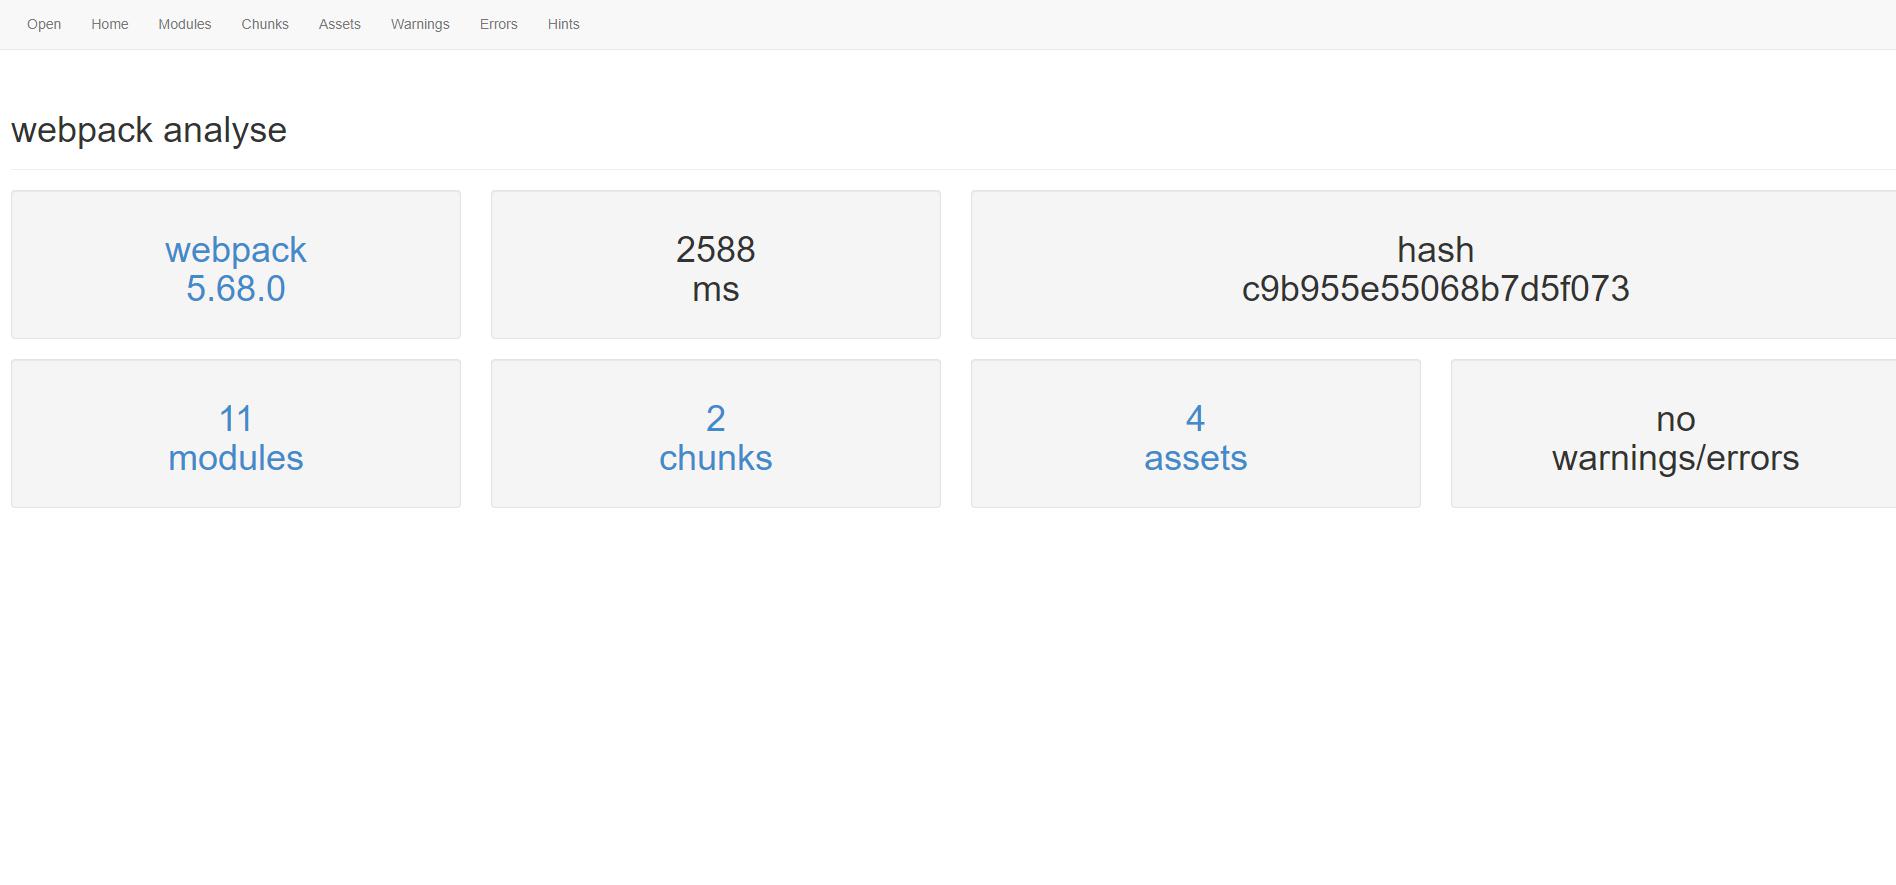 Open Home Modules Chunks Assets Warnings Errors Hints
webpack analyse
webpack
5.68.0
2588
ms
hash
c9b955e55068b7d5f073
11
modules
2
chunks
4
assets
no
warnings/errors